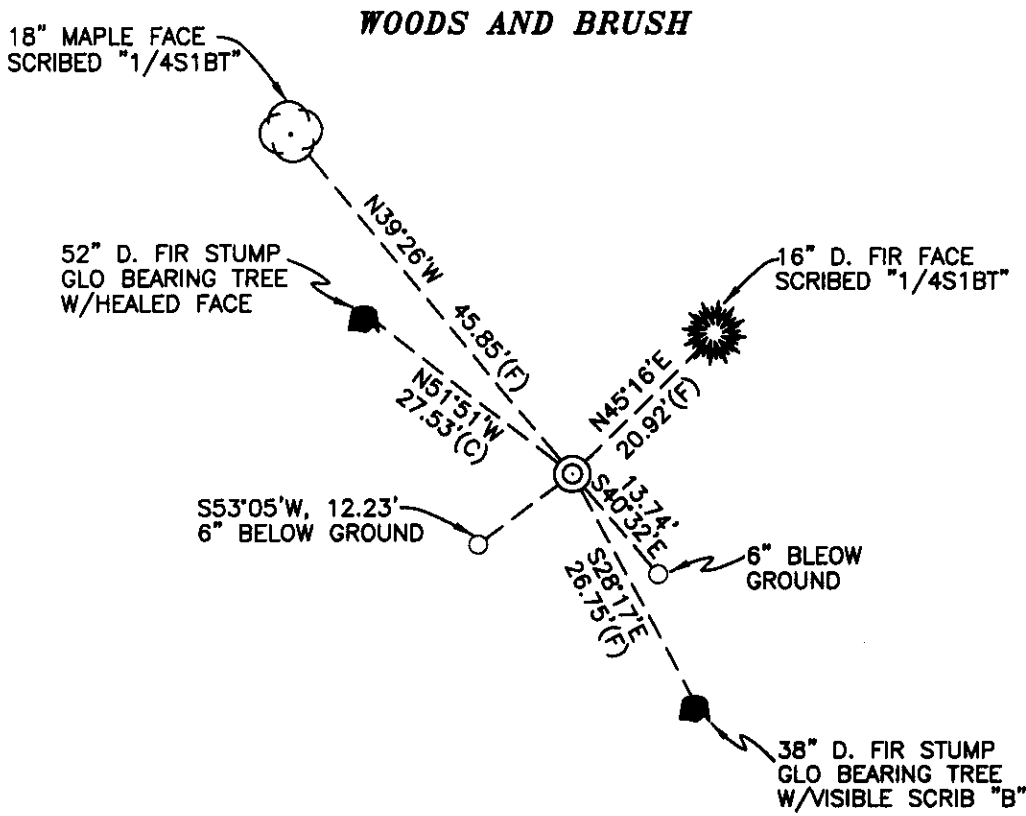 WOODS AND BRUSH
18" MAPLE FACE
SCRIBED "1/4S1BT"
N39°26'W 45.85'(F)
52" D. FIR STUMP
GLO BEARING TREE
W/HEALED FACE
16" D. FIR FACE
SCRIBED "1/4S1BT"
N51°51'W
27.53'(C)
N45°16'E
20.92'(F)
S53°05'W, 12.23'
6" BELOW GROUND
13.74'
S40°32'E
6" BLEOW
GROUND
S28°17'E
26.75'(F)
38" D. FIR STUMP
GLO BEARING TREE
W/VISIBLE SCRIB "B"